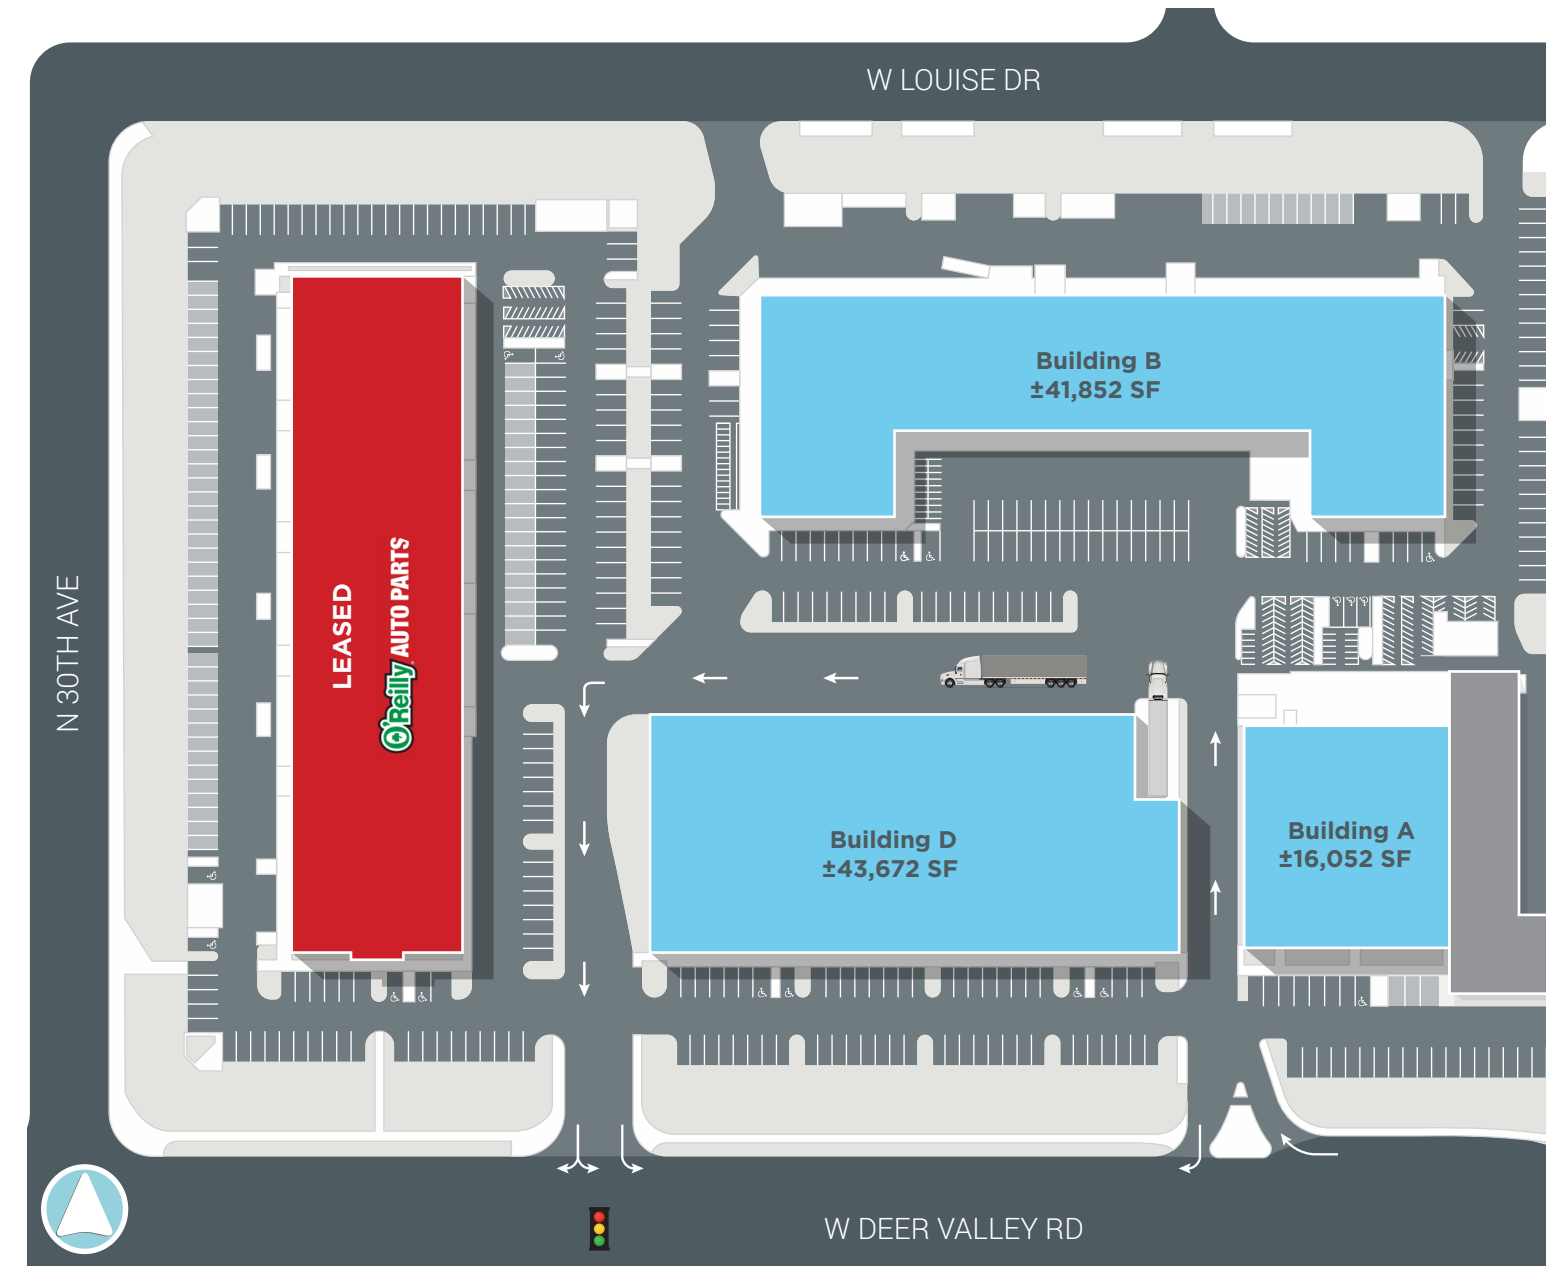 W LOUISE DR
Building B
±41,852 SF
N 30TH AVE
LEASED
O'Reilly AUTO PARTS
Building D
±43,672 SF
Building A
±16,052 SF
W DEER VALLEY RD